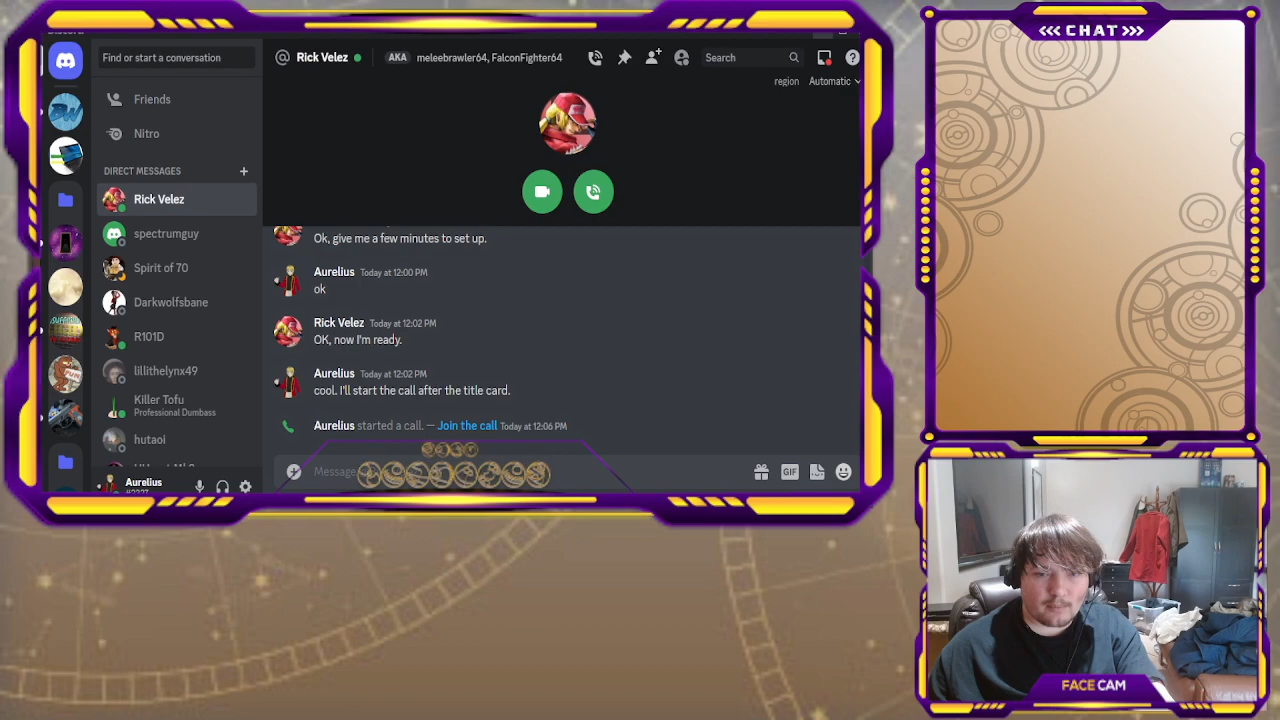 Find or start a conversation
Friends
Nitro
DIRECT MESSAGES
Rick Velez
spectrumguy
Spirit of 70
Darkwolfsbane
R101D
lillithelynx49
Killer Tofu
Professional Dumbass
hutaoi
Aurelius
Rick Velez AKA meleebrawler64, FalconFighter64
Search
region Automatic
Ok, give me a few minutes to set up.
Aurelius Today at 12:00 PM
ok
Rick Velez Today at 12:02 PM
OK, now I'm ready.
Aurelius Today at 12:02 PM
cool. I'll start the call after the title card.
Aurelius started a call. — Join the call Today at 12:06 PM
Message
GIF
CHAT
FACE CAM